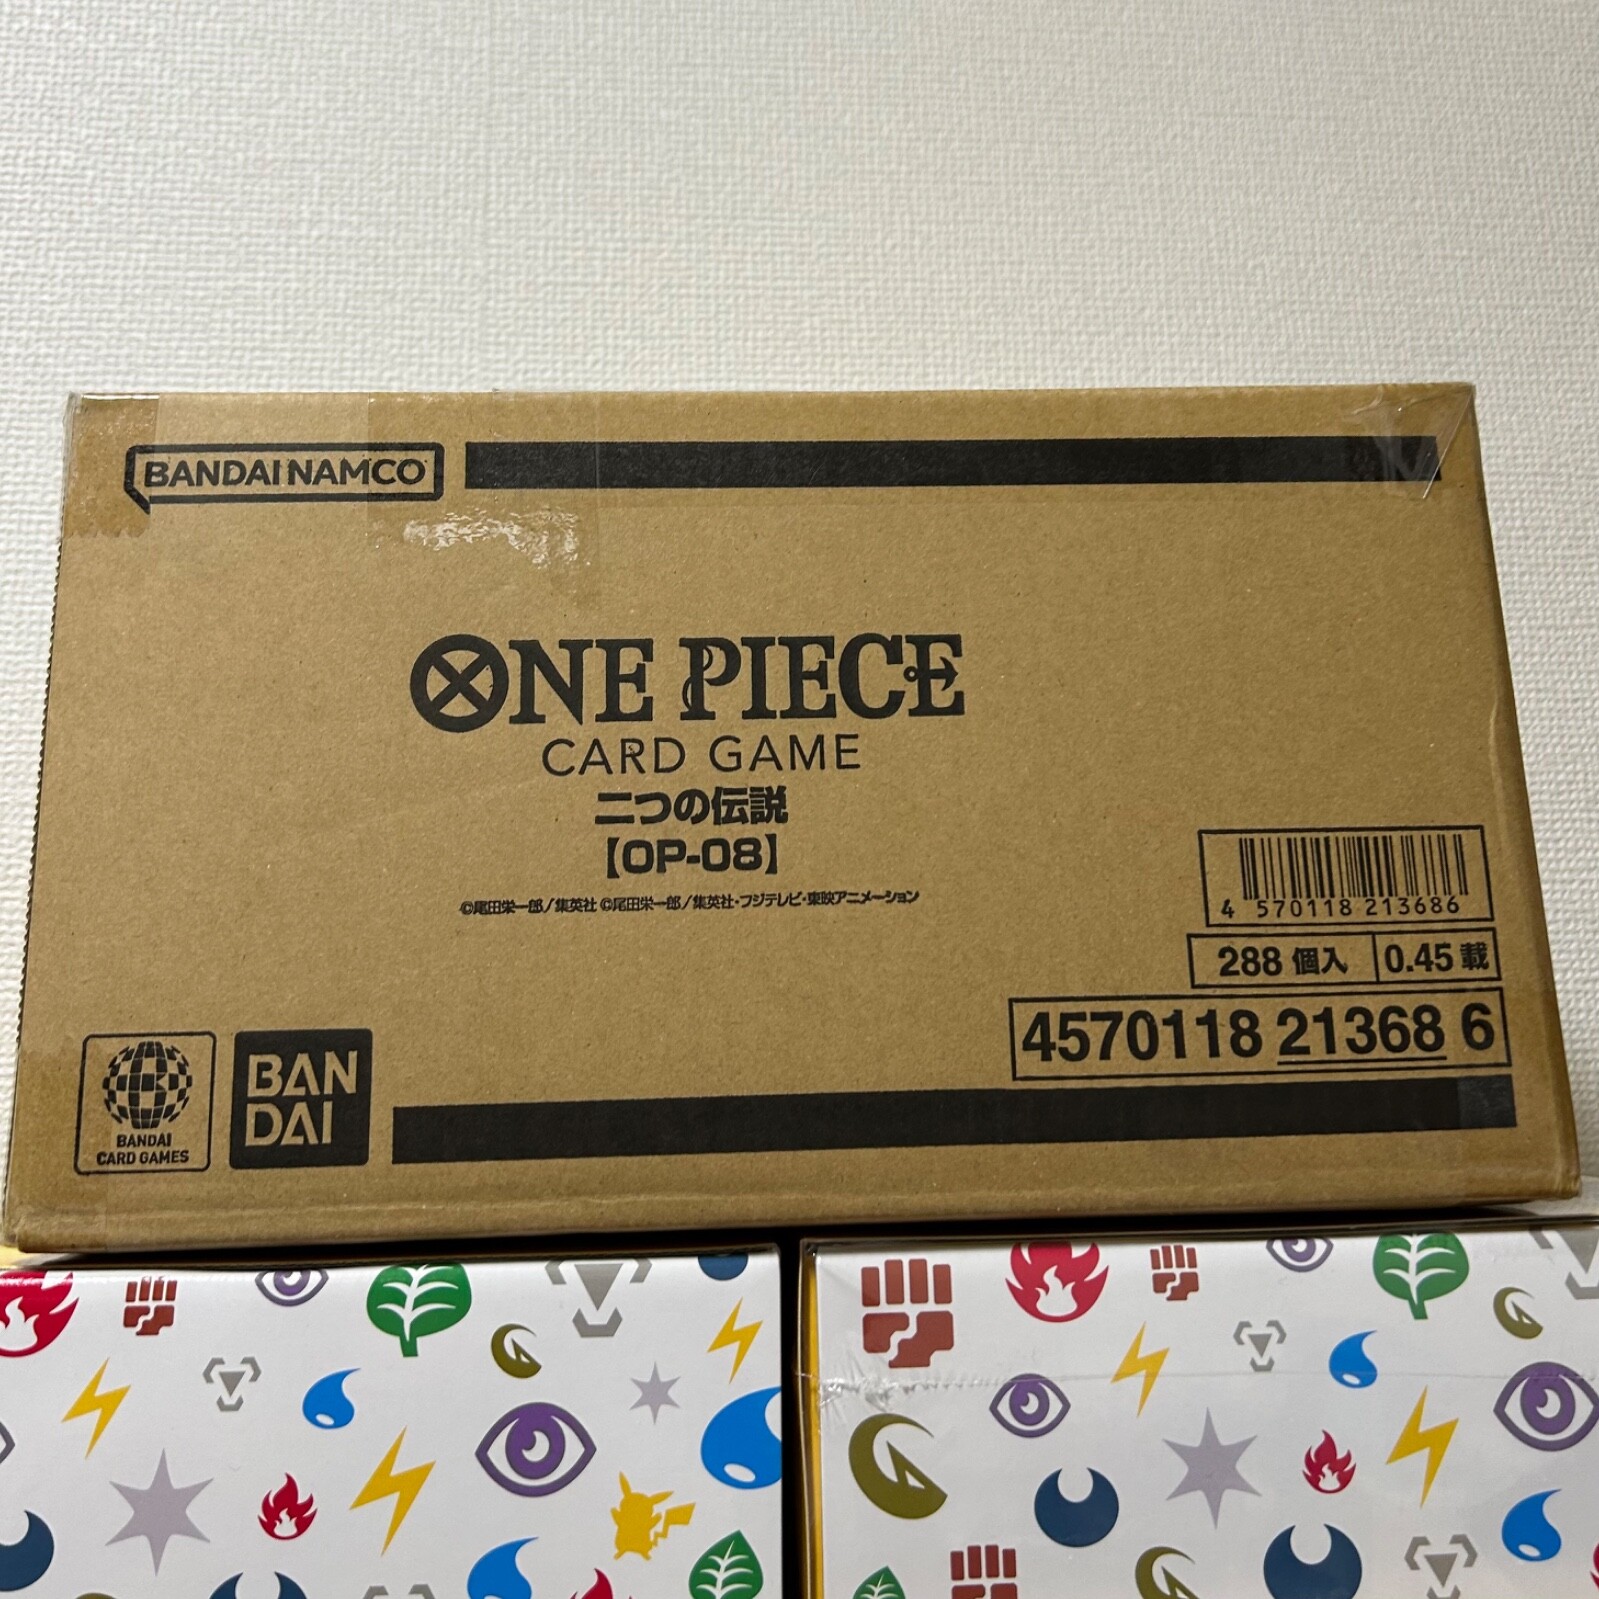 BANDAI NAMCO
ONE PIECE
CARD GAME
二つの伝説
【OP-08】
©尾田栄一郎/集英社 ©尾田栄一郎/集英社・フジテレビ・東映アニメーション
4 570118 213686
288 個入 0.45 載
4570118 21368 6
BANDAI
CARD GAMES
BAN
DAI